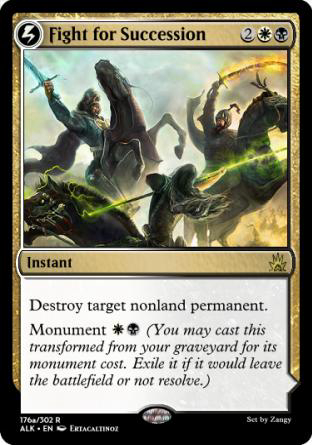 Fight for Succession 2
Instant
Destroy target nonland permanent.
Monument (You may cast this
transformed from your graveyard for its
monument cost. Exile it if it would leave
the battlefield or not resolve.)
176a/302 R
ALK • EN Ertacaltinoz
Set by Zangy